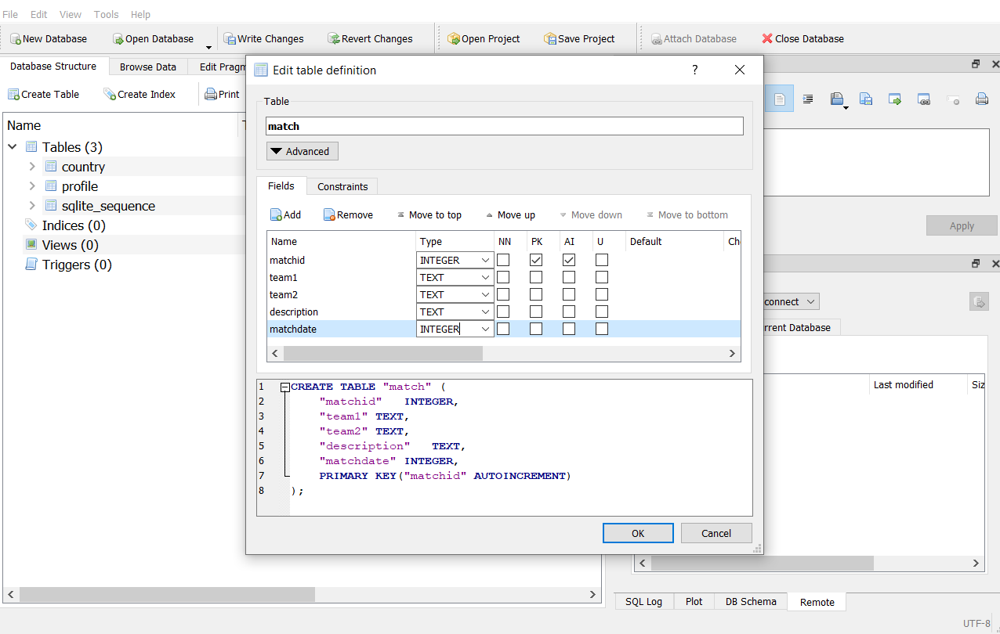 File Edit View Tools Help
New Database Open Database Write Changes Revert Changes Open Project Save Project Attach Database Close Database
Database Structure Browse Data Edit Pragm
Create Table Create Index Print
Name T
Tables (3)
country
profile
sqlite_sequence
Indices (0)
Views (0)
Triggers (0)
Edit table definition ?
Table
match
Advanced
Fields Constraints
Add Remove Move to top Move up Move down Move to bottom
Name Type NN PK AI U Default Ch
matchid INTEGER
team1 TEXT
team2 TEXT
description TEXT
matchdate INTEGER
1 CREATE TABLE "match" (
2 "matchid" INTEGER,
3 "team1" TEXT,
4 "team2" TEXT,
5 "description" TEXT,
6 "matchdate" INTEGER,
7 PRIMARY KEY("matchid" AUTOINCREMENT)
8 );
OK Cancel
Apply
connect
rrent Database
Last modified Siz
SQL Log Plot DB Schema Remote
UTF-8